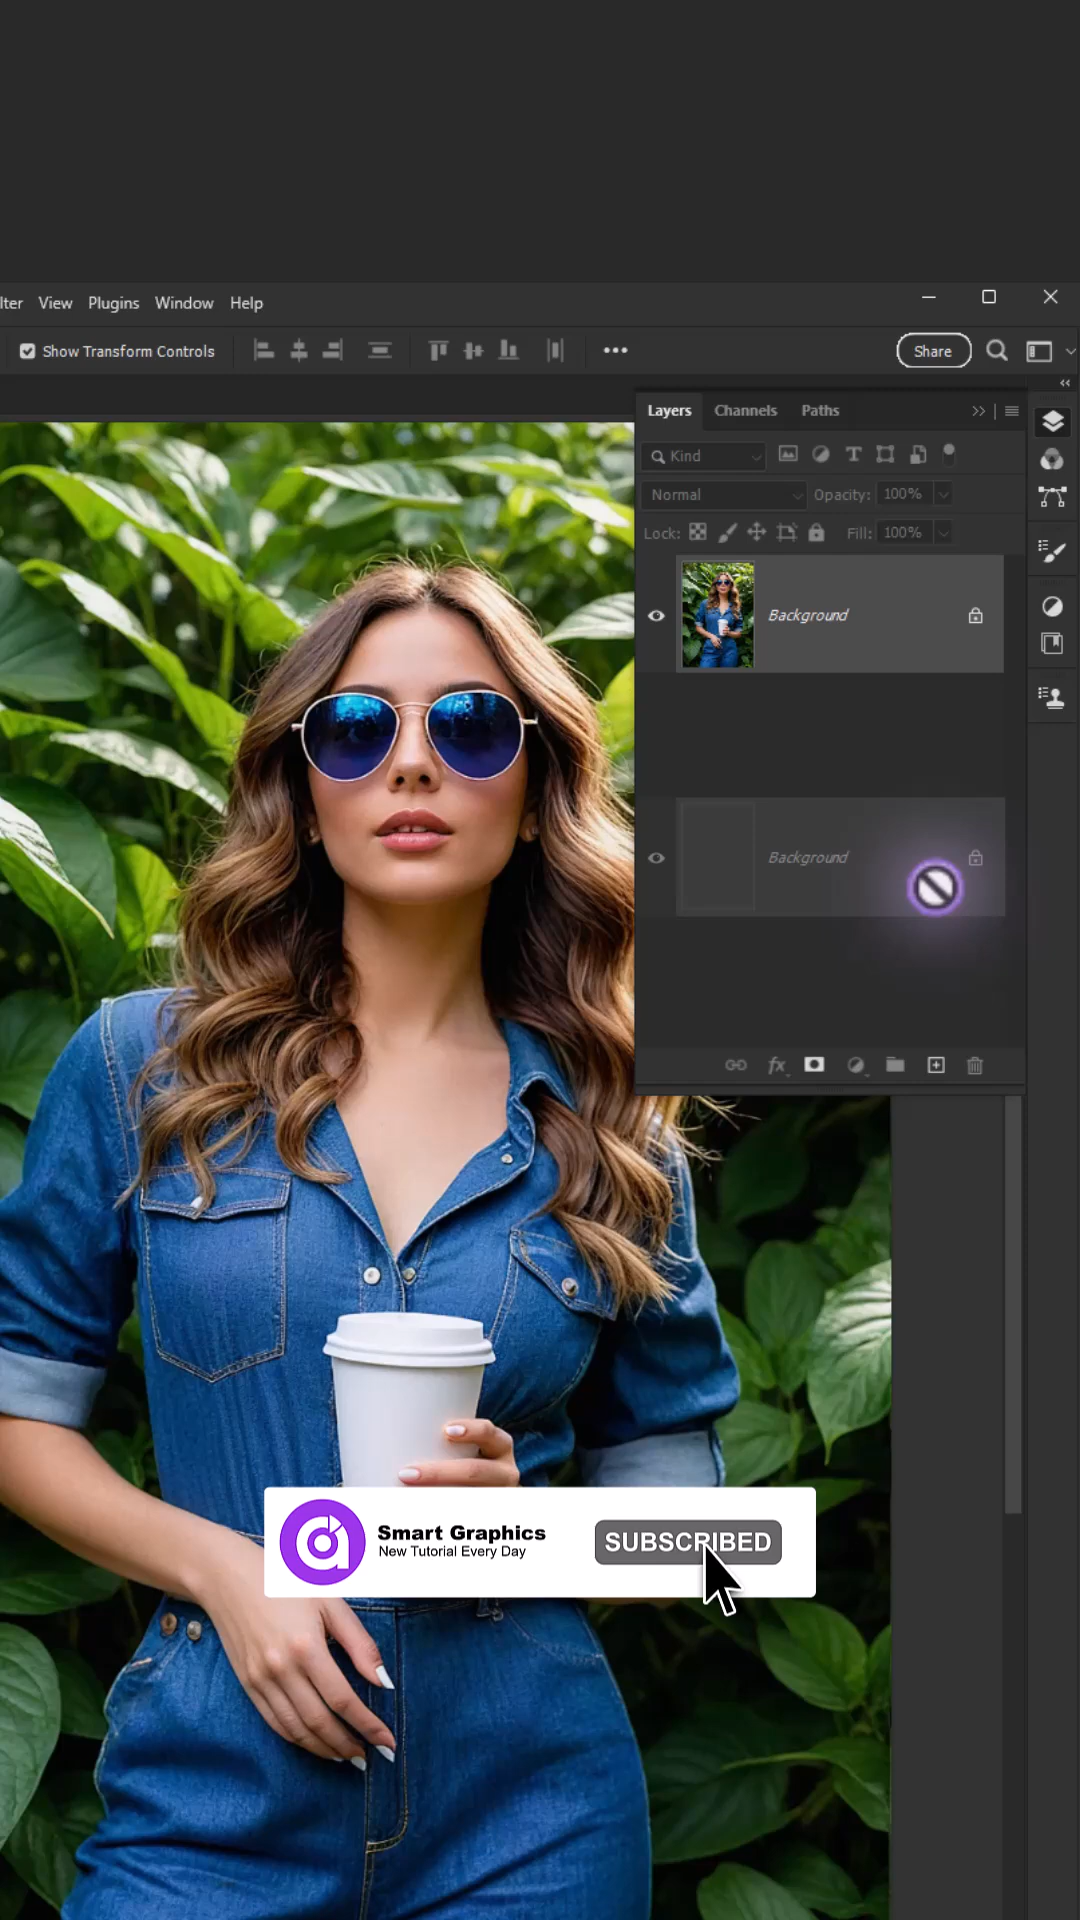 lter View Plugins Window Help
Show Transform Controls
Share
Layers Channels Paths
Kind
Normal Opacity: 100%
Lock: Fill: 100%
Background
Background
fx
Smart Graphics
New Tutorial Every Day
SUBSCRIBED